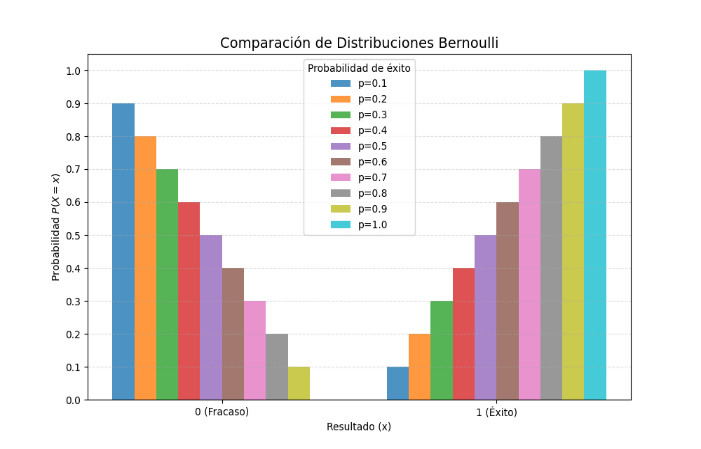 Comparación de Distribuciones Bernoulli
Probabilidad de éxito
p=0.1
p=0.2
p=0.3
p=0.4
p=0.5
p=0.6
p=0.7
p=0.8
p=0.9
p=1.0
Probabilidad P(X = x)
1.0
0.9
0.8
0.7
0.6
0.5
0.4
0.3
0.2
0.1
0.0
0 (Fracaso)
1 (Éxito)
Resultado (x)